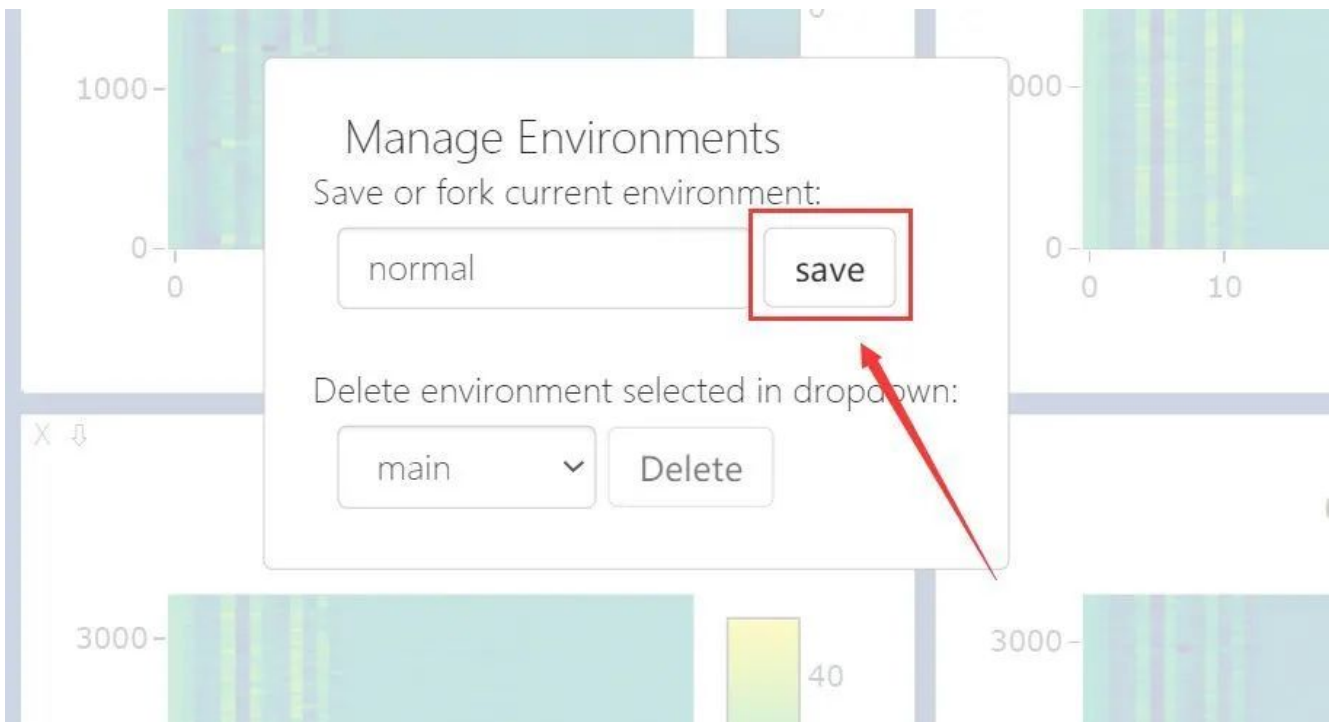 0
1000
000
Manage Environments
Save or fork current environment:
normal
save
0
0
0
0
10
Delete environment selected in dropdown:
X
main
Delete
3000
40
3000